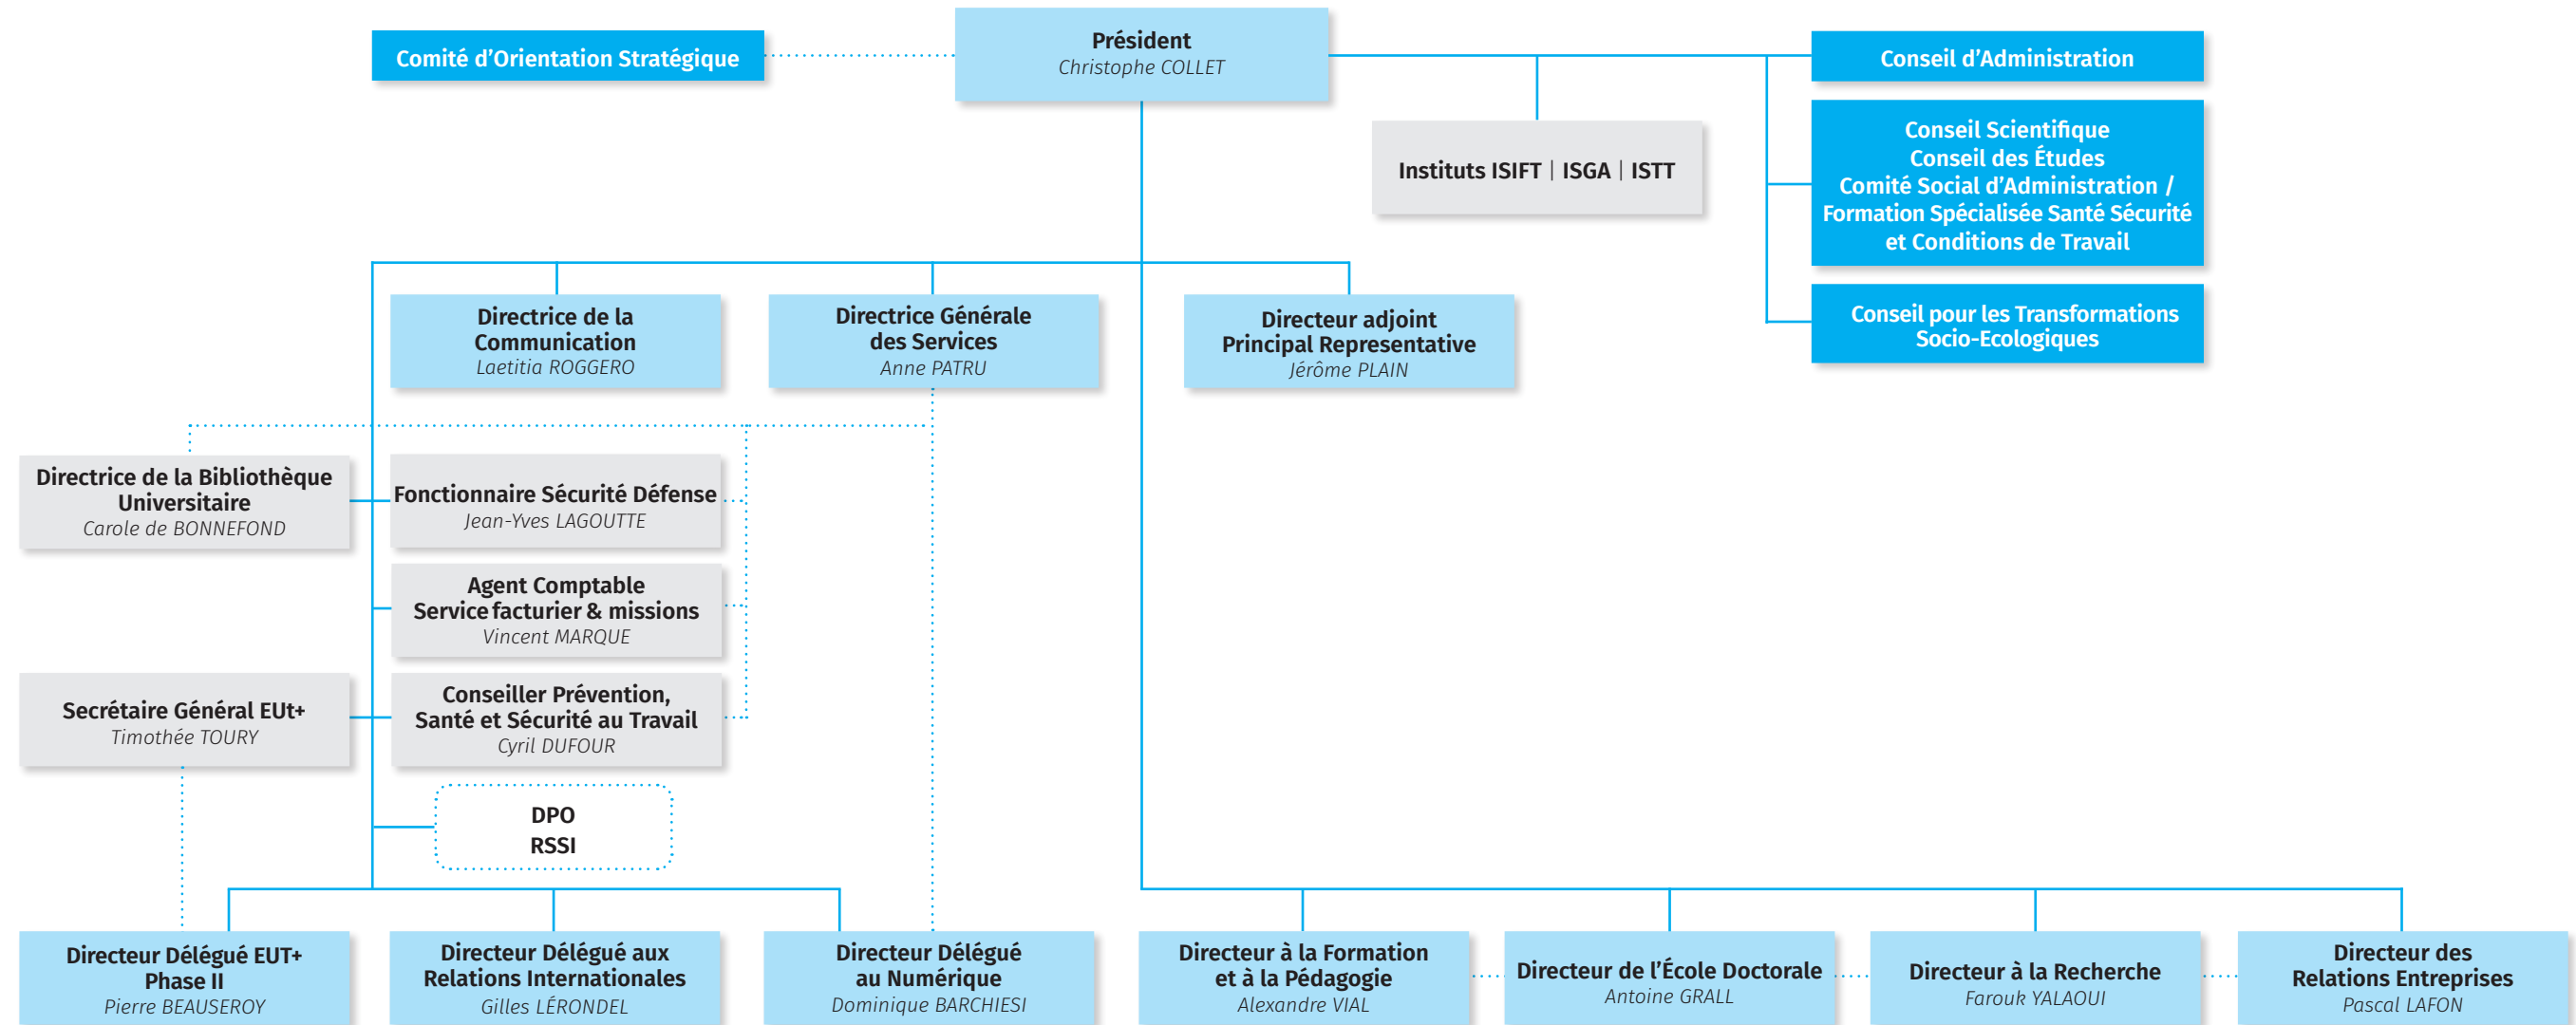 Comité d’Orientation Stratégique
Président
Christophe COLLET
Conseil d’Administration
Instituts ISIFT | ISGA | ISTT
Conseil Scientifique
Conseil des Études
Comité Social d’Administration /
Formation Spécialisée Santé Sécurité
et Conditions de Travail
Conseil pour les Transformations
Socio-Ecologiques
Directrice de la
Communication
Laetitia ROGGERO
Directrice Générale
des Services
Anne PATRU
Directeur adjoint
Principal Representative
Jérôme PLAIN
Directrice de la Bibliothèque
Universitaire
Carole de BONNEFOND
Fonctionnaire Sécurité Défense
Jean-Yves LAGOUTTE
Agent Comptable
Service facturier & missions
Vincent MARQUE
Secrétaire Général EUt+
Timothée TOURY
Conseiller Prévention,
Santé et Sécurité au Travail
Cyril DUFOUR
DPO
RSSI
Directeur Délégué EUT+
Phase II
Pierre BEAUSEROY
Directeur Délégué aux
Relations Internationales
Gilles LÉRONDEL
Directeur Délégué
au Numérique
Dominique BARCHIESI
Directeur à la Formation
et à la Pédagogie
Alexandre VIAL
Directeur de l’École Doctorale
Antoine GRALL
Directeur à la Recherche
Farouk YALAOUI
Directeur des
Relations Entreprises
Pascal LAFON